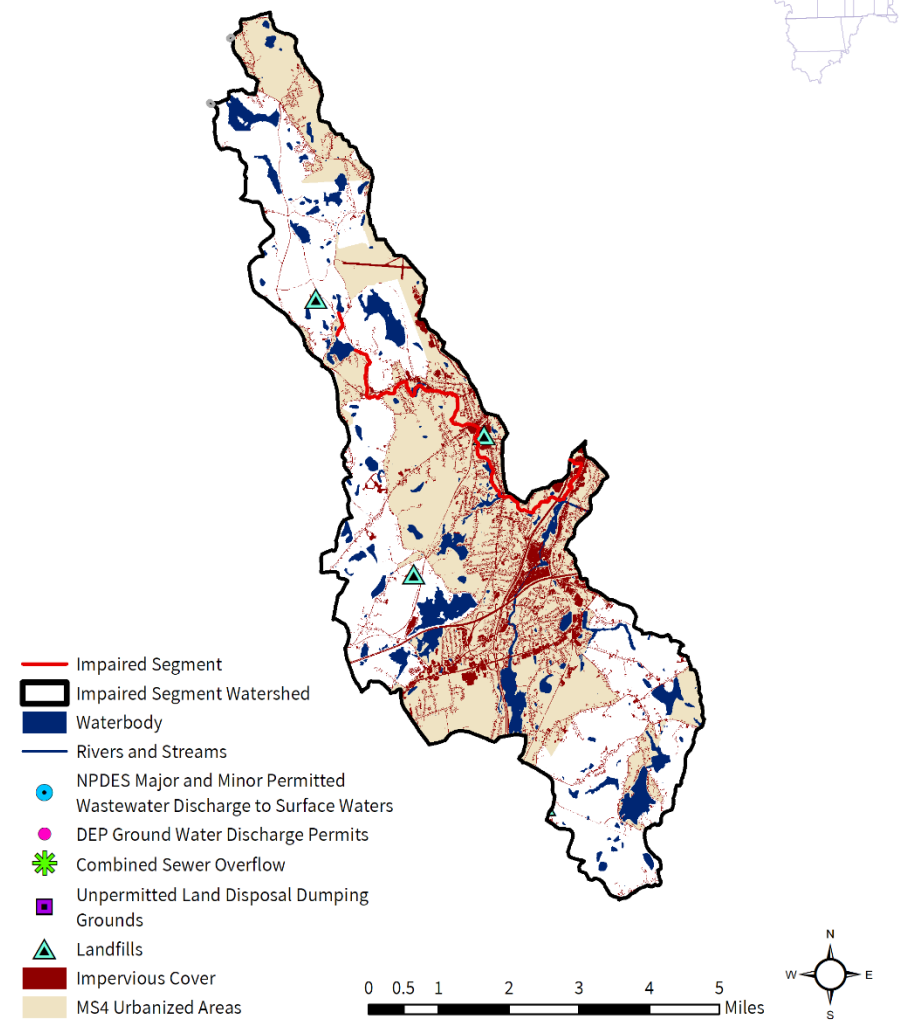 Impaired Segment
Impaired Segment Watershed
Waterbody
Rivers and Streams
NPDES Major and Minor Permitted
Wastewater Discharge to Surface Waters
DEP Ground Water Discharge Permits
Combined Sewer Overflow
Unpermitted Land Disposal Dumping
Grounds
Landfills
Impervious Cover
MS4 Urbanized Areas
0 0.5 1 2 3 4 5
Miles
N
W E
S